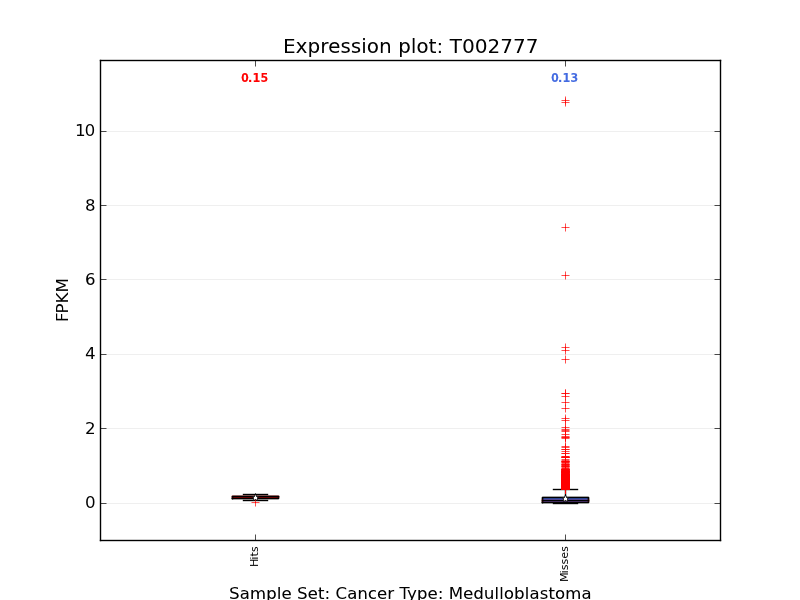 Expression plot: T002777
0.15
0.13
10
8
6
4
2
0
FPKM
Hits
Misses
Sample Set: Cancer Type: Medulloblastoma